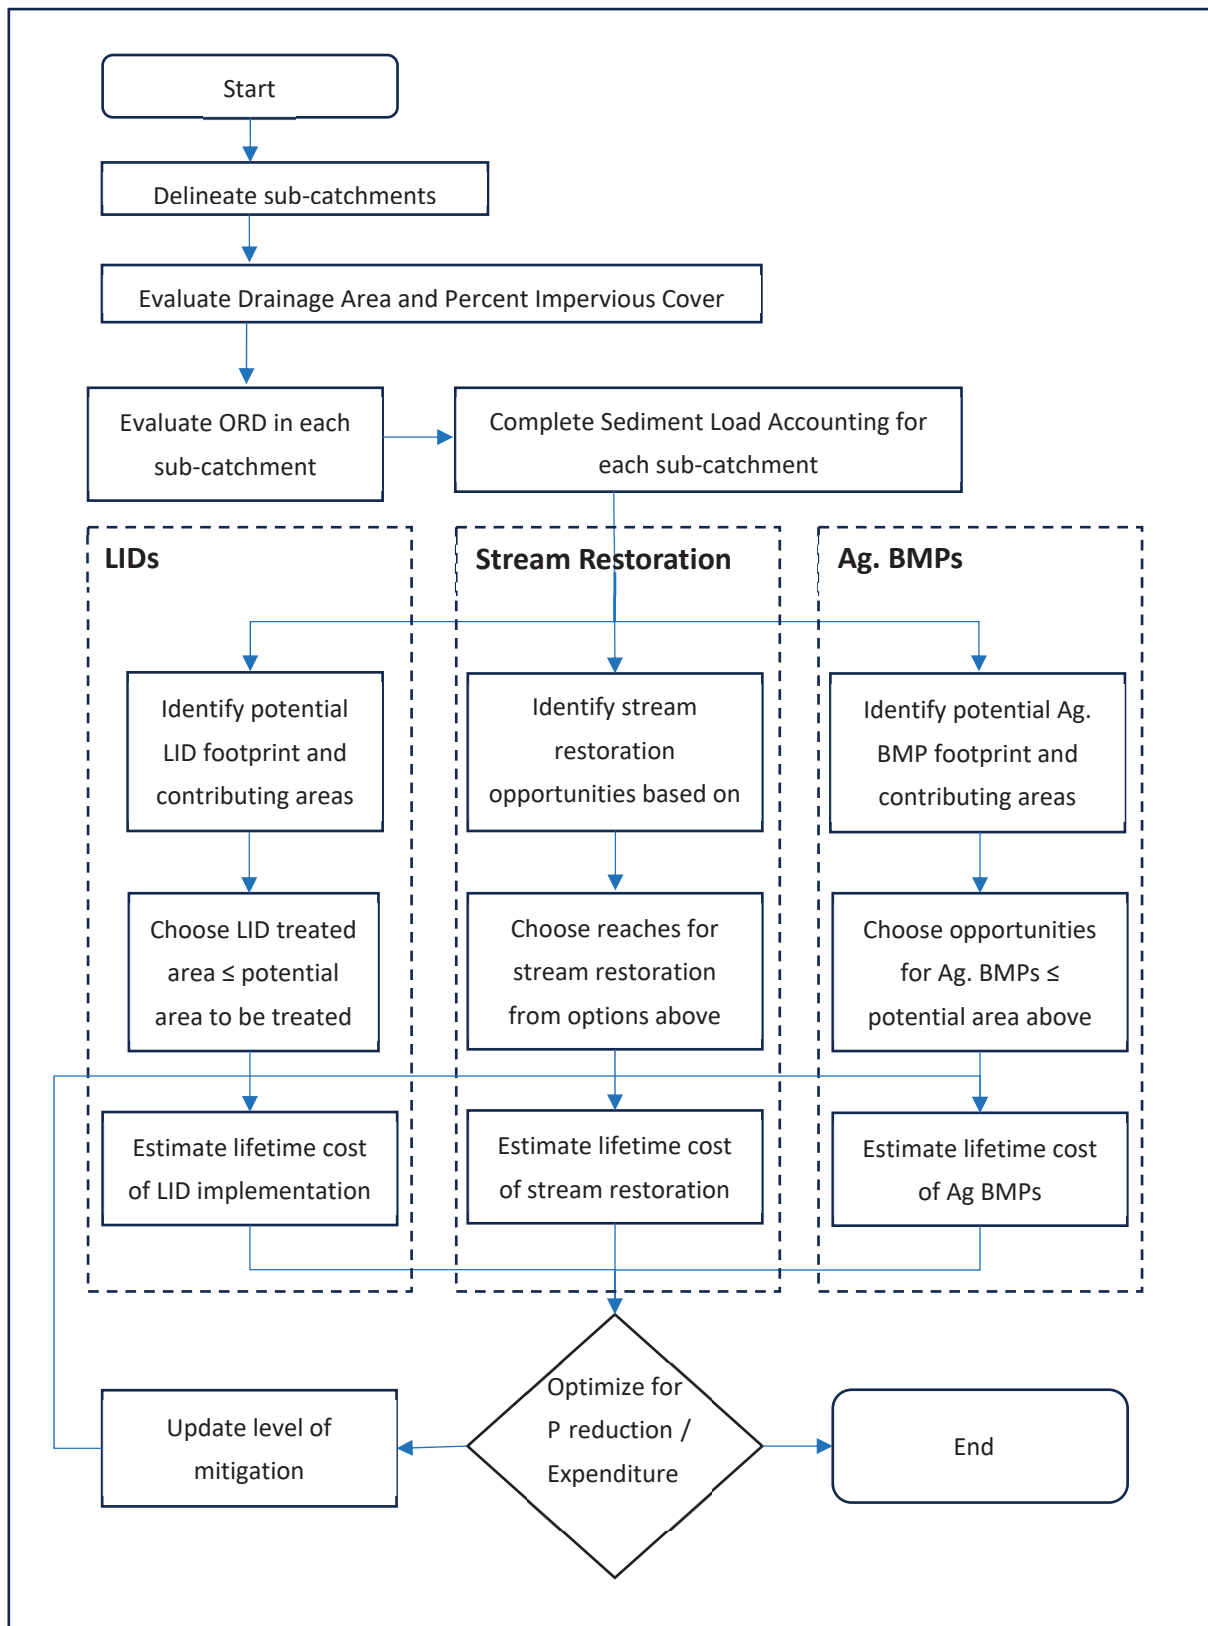 Start
Delineate sub-catchments
Evaluate Drainage Area and Percent Impervious Cover
Evaluate ORD in each
sub-catchment
Complete Sediment Load Accounting for
each sub-catchment
LIDs
Identify potential
LID footprint and
contributing areas
Choose LID treated
area ≤ potential
area to be treated
Estimate lifetime cost
of LID implementation
Stream Restoration
Identify stream
restoration
opportunities based on
Choose reaches for
stream restoration
from options above
Estimate lifetime cost
of stream restoration
Ag. BMPs
Identify potential Ag.
BMP footprint and
contributing areas
Choose opportunities
for Ag. BMPs ≤
potential area above
Estimate lifetime cost
of Ag BMPs
Optimize for
P reduction /
Expenditure
Update level of
mitigation
End